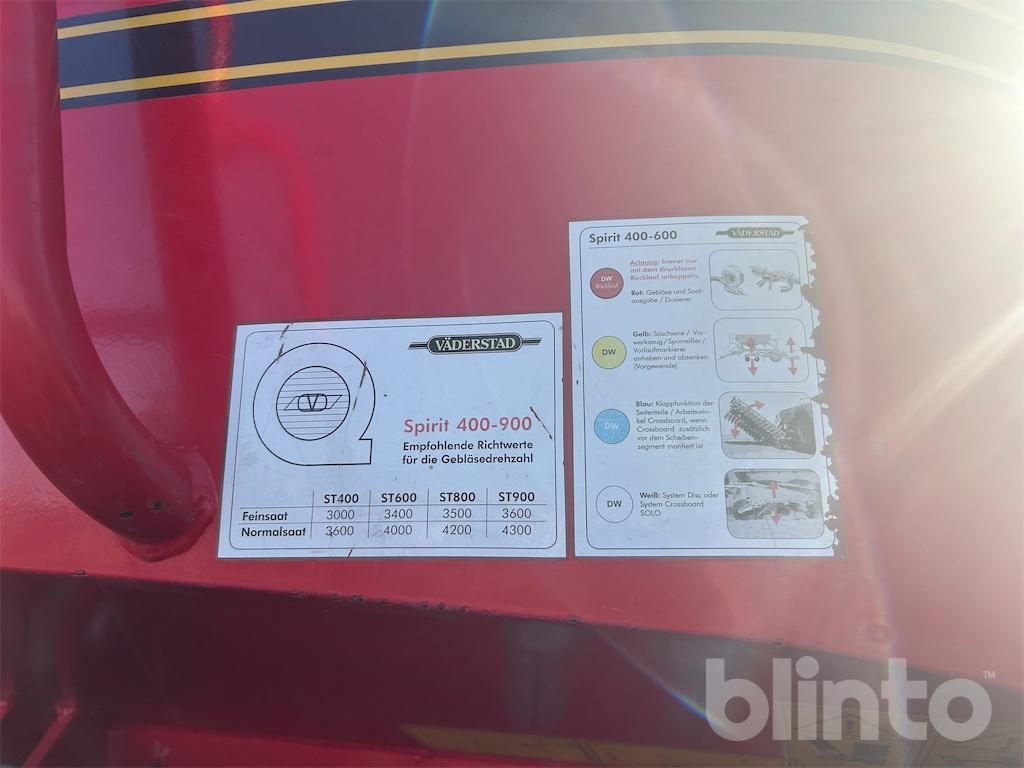 VÄDERSTAD
V
Spirit 400-900
Empfohlende Richtwerte
für die Gebläsedrehzahl
ST400 ST600 ST800 ST900
Feinsaat 3000 3400 3500 3600
Normalsaat 3600 4000 4200 4300
Spirit 400-600
VÄDERSTAD
DW
Rücklauf
Achtung: Immer nur
mit dem drucklosen
Rücklauf ankoppeln.
Rot: Gebläse und Saat-
ausgabe / Dosierer
DW
Gelb: Säschiene / Vor-
werkzeug / Spurreißer /
Vorlaufmarkierer
anheben und absenken
(Vorgewende)
DW
Blau: Klappfunktion der
Seitenteile / Arbeitswin-
kel Crossboard, wenn
Crossboard zusätzlich
vor dem Scheiben-
segment montiert ist
DW
Weiß: System Disc oder
System Crossboard
SOLO
blinto™